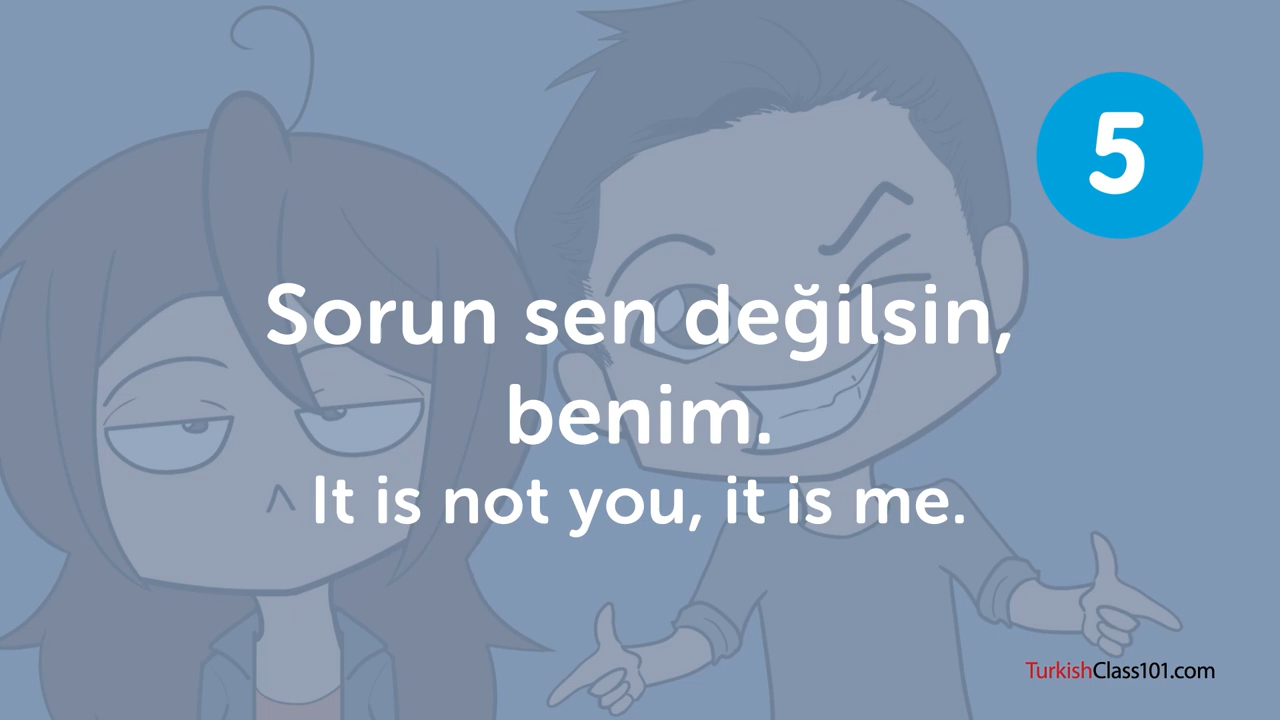 5
Sorun sen değilsin,
benim.
It is not you, it is me.
TurkishClass101.com